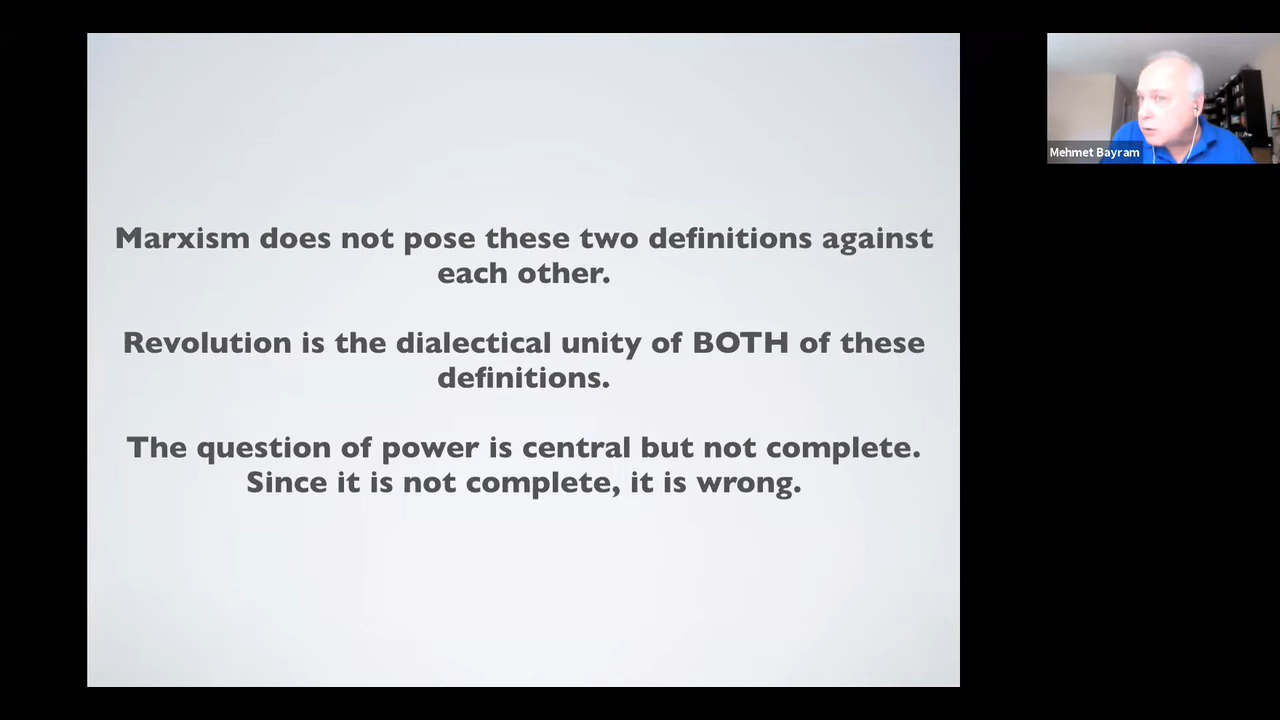 Marxism does not pose these two definitions against
each other.
Revolution is the dialectical unity of BOTH of these
definitions.
The question of power is central but not complete.
Since it is not complete, it is wrong.
Mehmet Bayram